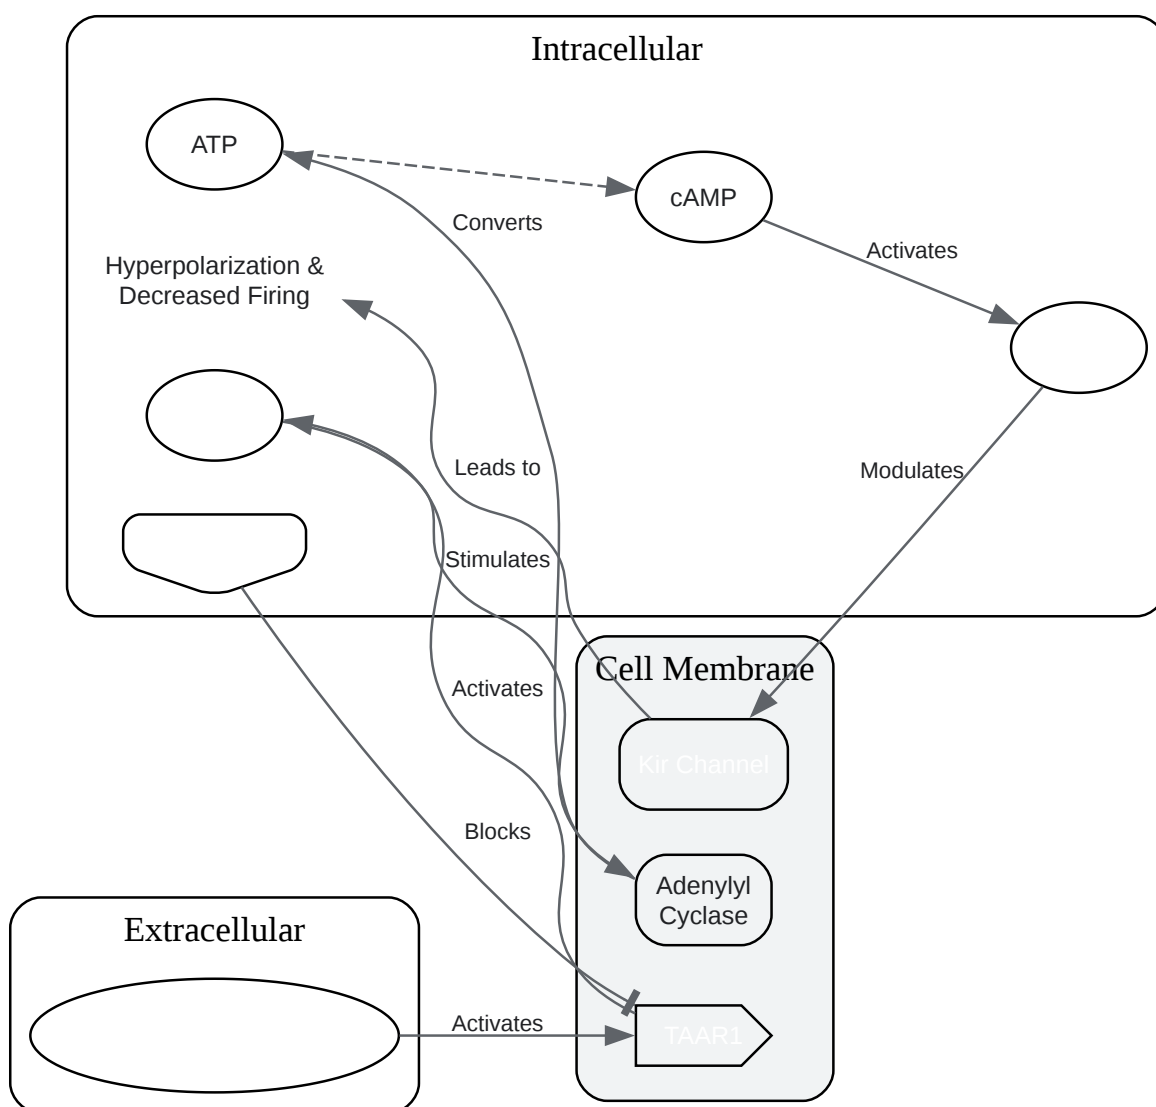 Intracellular
ATP
cAMP
Converts
Activates
Hyperpolarization &
Decreased Firing
Leads to
Modulates
Stimulates
Cell Membrane
Activates
Kir Channel
Blocks
Adenylyl
Cyclase
Extracellular
Activates
TAAR1